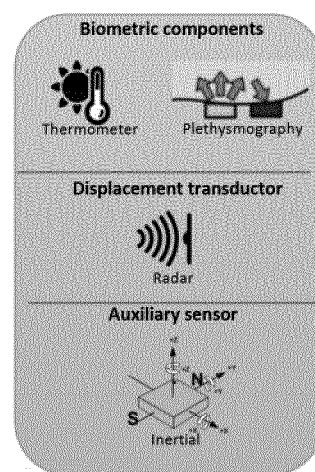 Biometric components
Thermometer
Plethysmography
Displacement transductor
Radar
Auxiliary sensor
+Z
+Z
N
+Y
+Y
S
+X
+X
Inertial